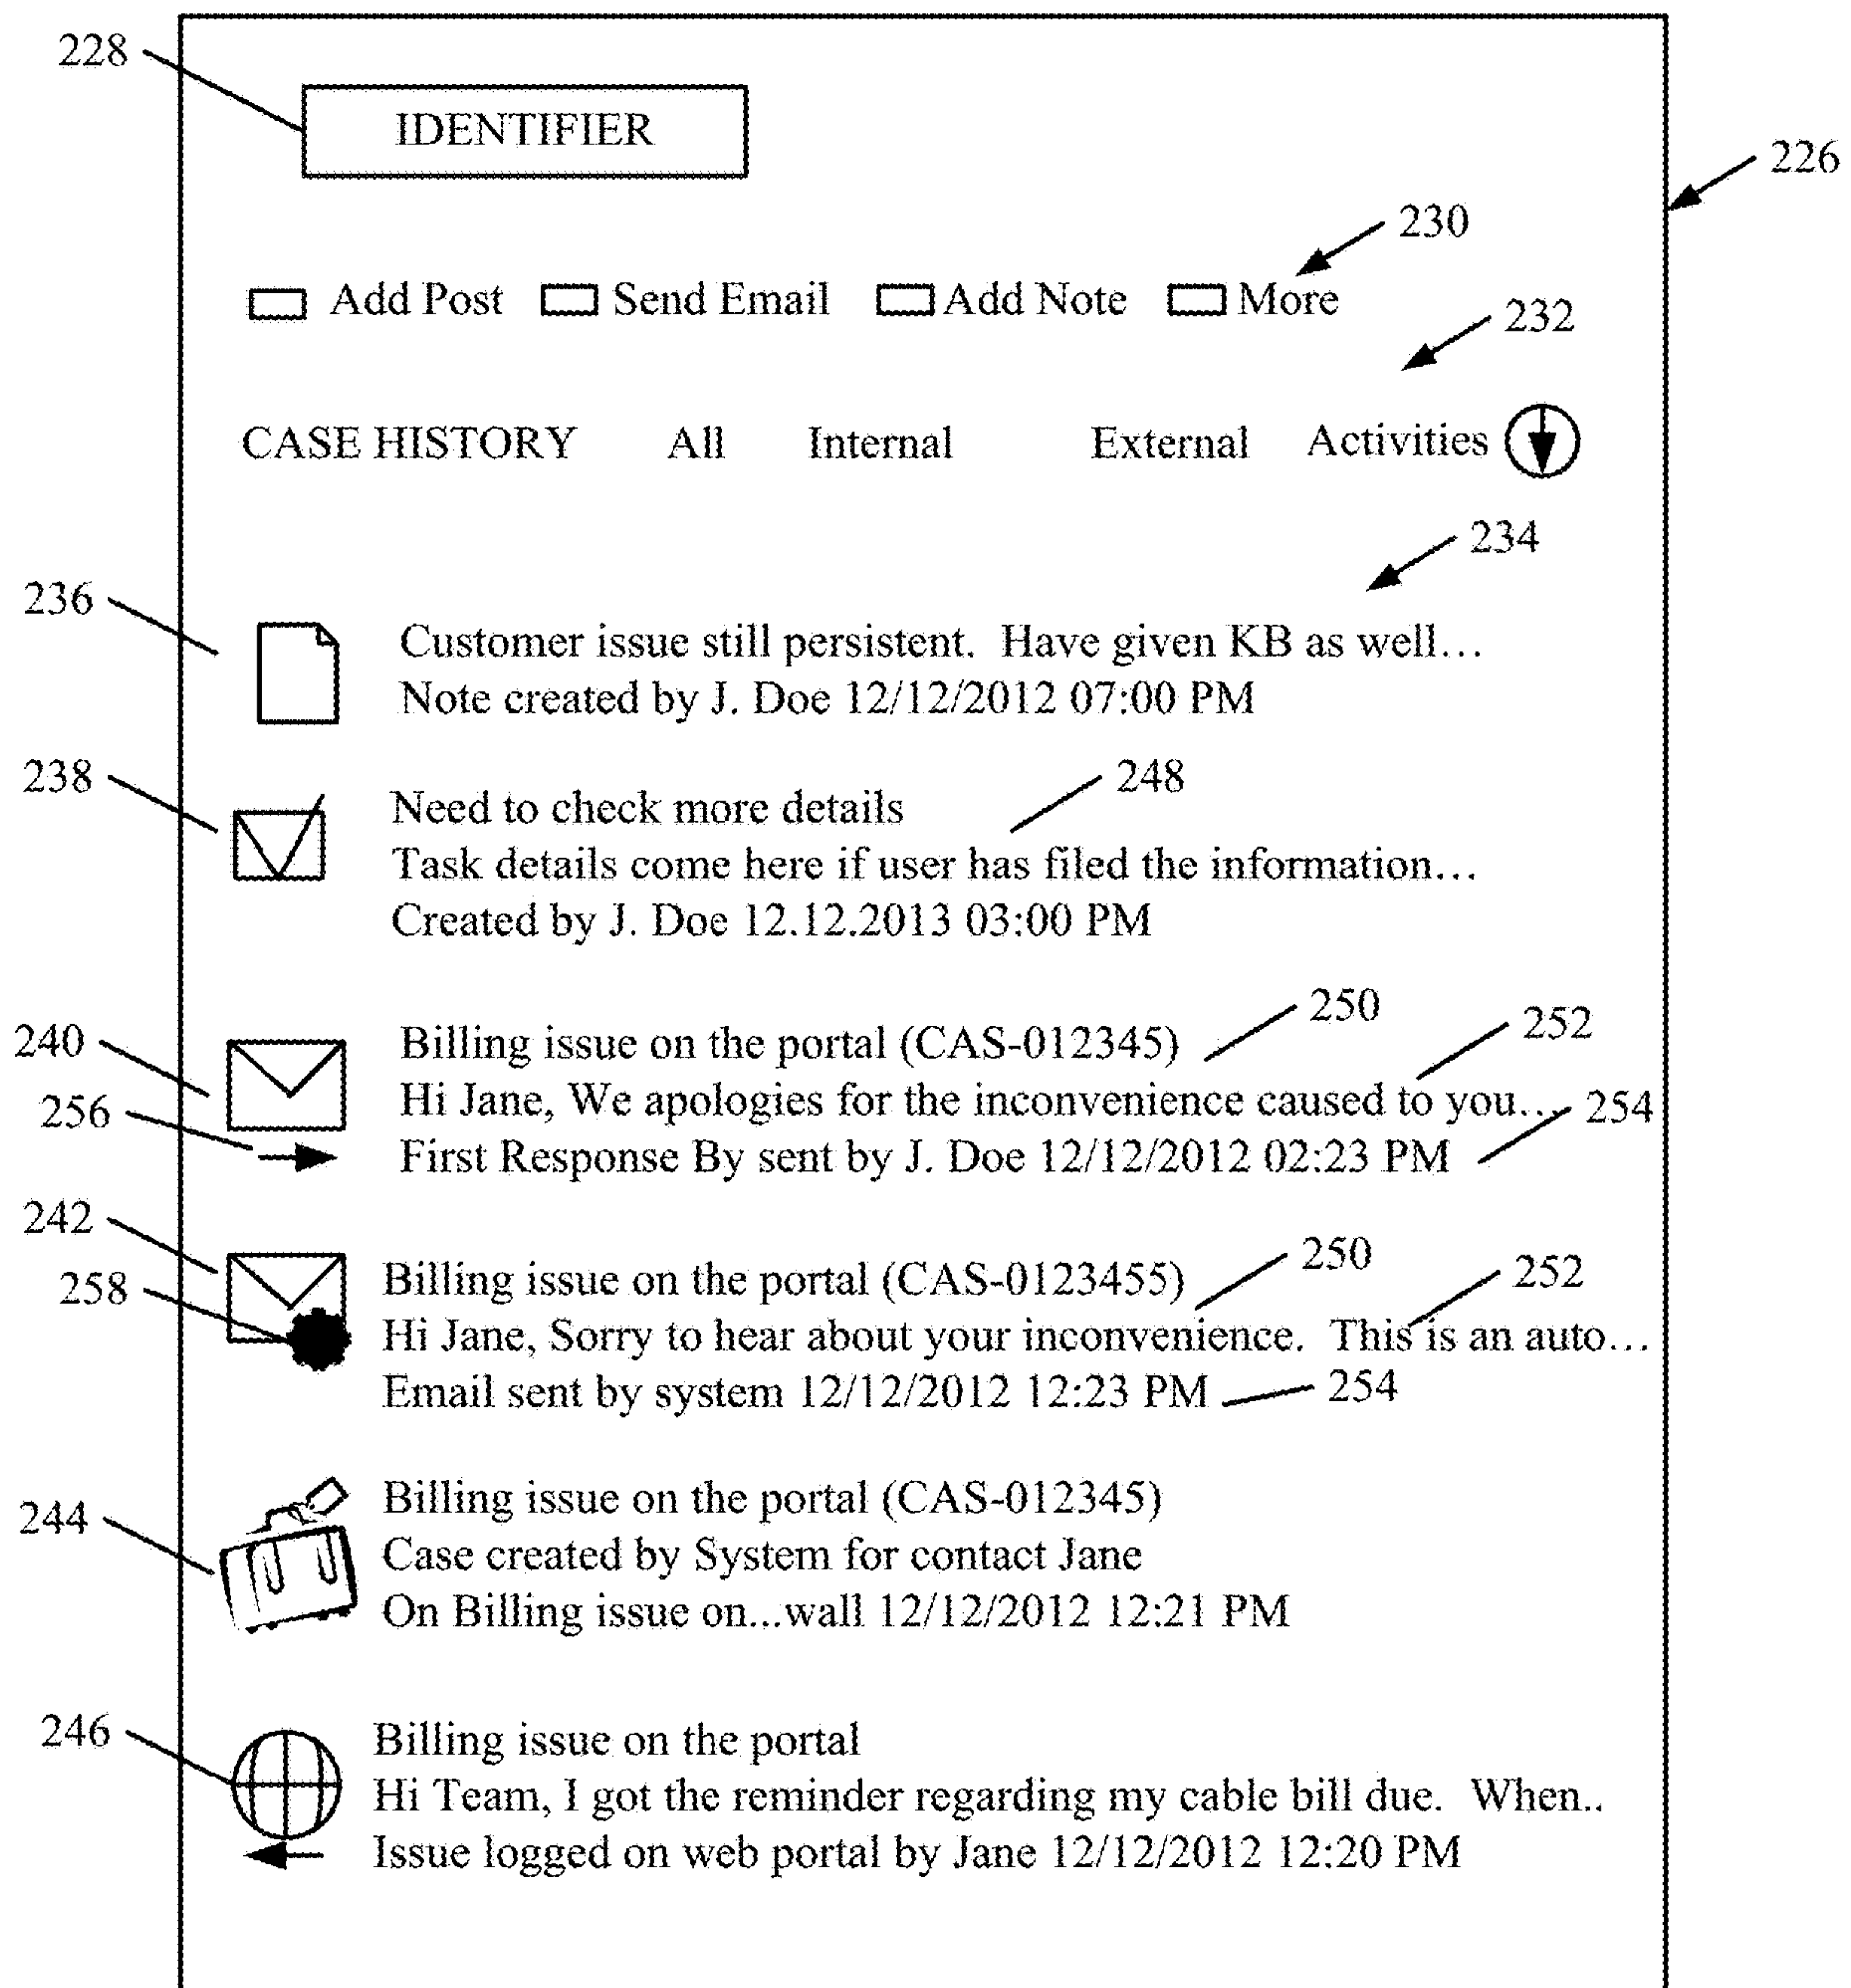 228
IDENTIFIER
226
230
Add Post Send Email Add Note More
232
CASE HISTORY All Internal External Activities
234
236
Customer issue still persistent. Have given KB as well...
Note created by J. Doe 12/12/2012 07:00 PM
238
248
Need to check more details
Task details come here if user has filed the information...
Created by J. Doe 12.12.2013 03:00 PM
250
252
240
Billing issue on the portal (CAS-012345)
Hi Jane, We apologies for the inconvenience caused to you...
254
256
First Response By sent by J. Doe 12/12/2012 02:23 PM
242
250
252
258
Billing issue on the portal (CAS-0123455)
Hi Jane, Sorry to hear about your inconvenience. This is an auto...
Email sent by system 12/12/2012 12:23 PM
254
244
Billing issue on the portal (CAS-012345)
Case created by System for contact Jane
On Billing issue on...wall 12/12/2012 12:21 PM
246
Billing issue on the portal
Hi Team, I got the reminder regarding my cable bill due. When..
Issue logged on web portal by Jane 12/12/2012 12:20 PM